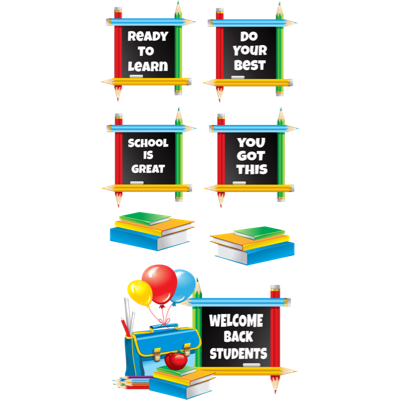 READY
TO
LEARN
DO
YOUR
BEST
SCHOOL
IS
GREAT
YOU
GOT
THIS
WELCOME
BACK
STUDENTS